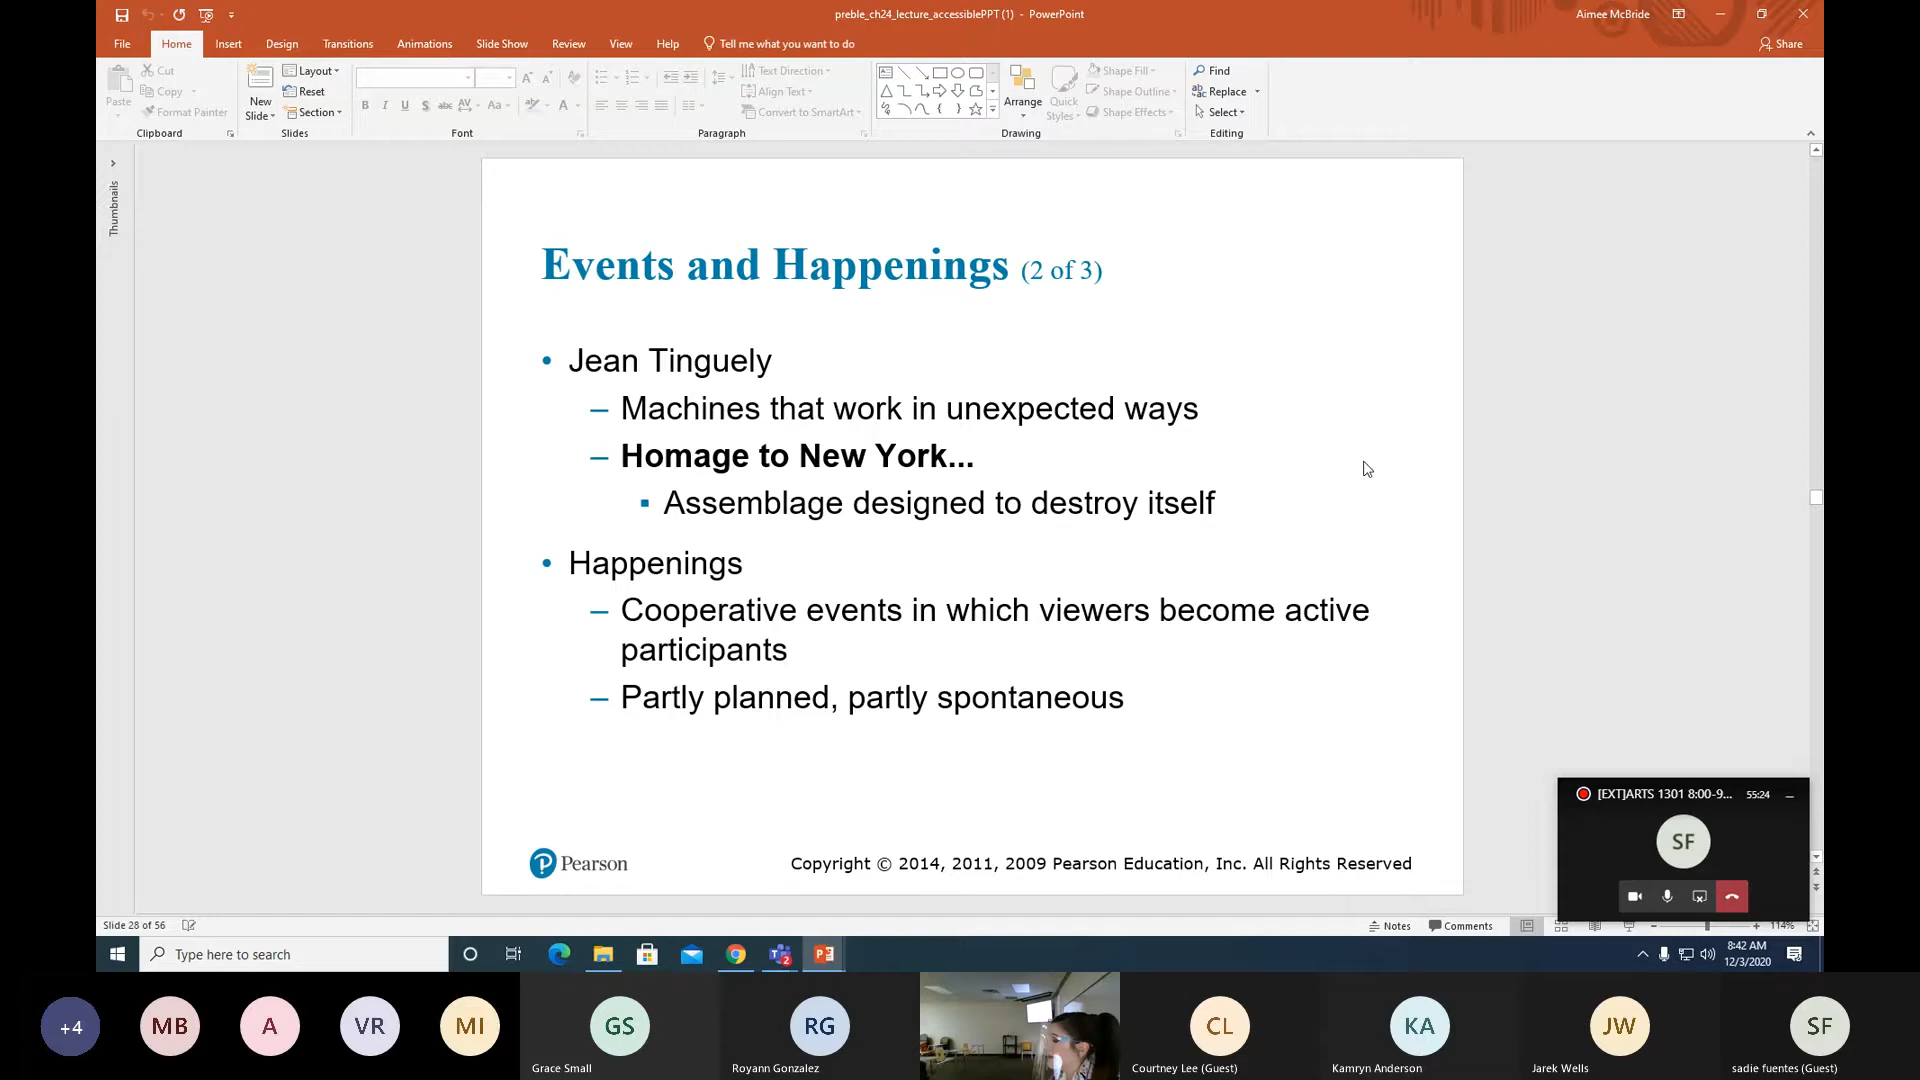 preble_ch24_lecture_accessiblePPT (1) - PowerPoint
Aimee McBride
File Home Insert Design Transitions Animations Slide Show Review View Help Tell me what you want to do Share
Cut
Copy
Format Painter
Paste
Clipboard
New Slide
Layout
Reset
Section
Slides
B I U S abc AV Aa A
Font
Text Direction
Align Text
Convert to SmartArt
Paragraph
Arrange
Quick Styles
Shape Fill
Shape Outline
Shape Effects
Drawing
Find
Replace
Select
Editing
Thumbnails
Events and Happenings (2 of 3)
• Jean Tinguely
– Machines that work in unexpected ways
– Homage to New York...
▪ Assemblage designed to destroy itself
• Happenings
– Cooperative events in which viewers become active
participants
– Partly planned, partly spontaneous
Pearson
Copyright © 2014, 2011, 2009 Pearson Education, Inc. All Rights Reserved
[EXT]ARTS 1301 8:00-9... 55:24
SF
Slide 28 of 56
Notes Comments 114%
Type here to search
8:42 AM
12/3/2020
+4 MB A VR MI GS RG CL KA JW SF
Grace Small Royann Gonzalez Courtney Lee (Guest) Kamryn Anderson Jarek Wells sadie fuentes (Guest)